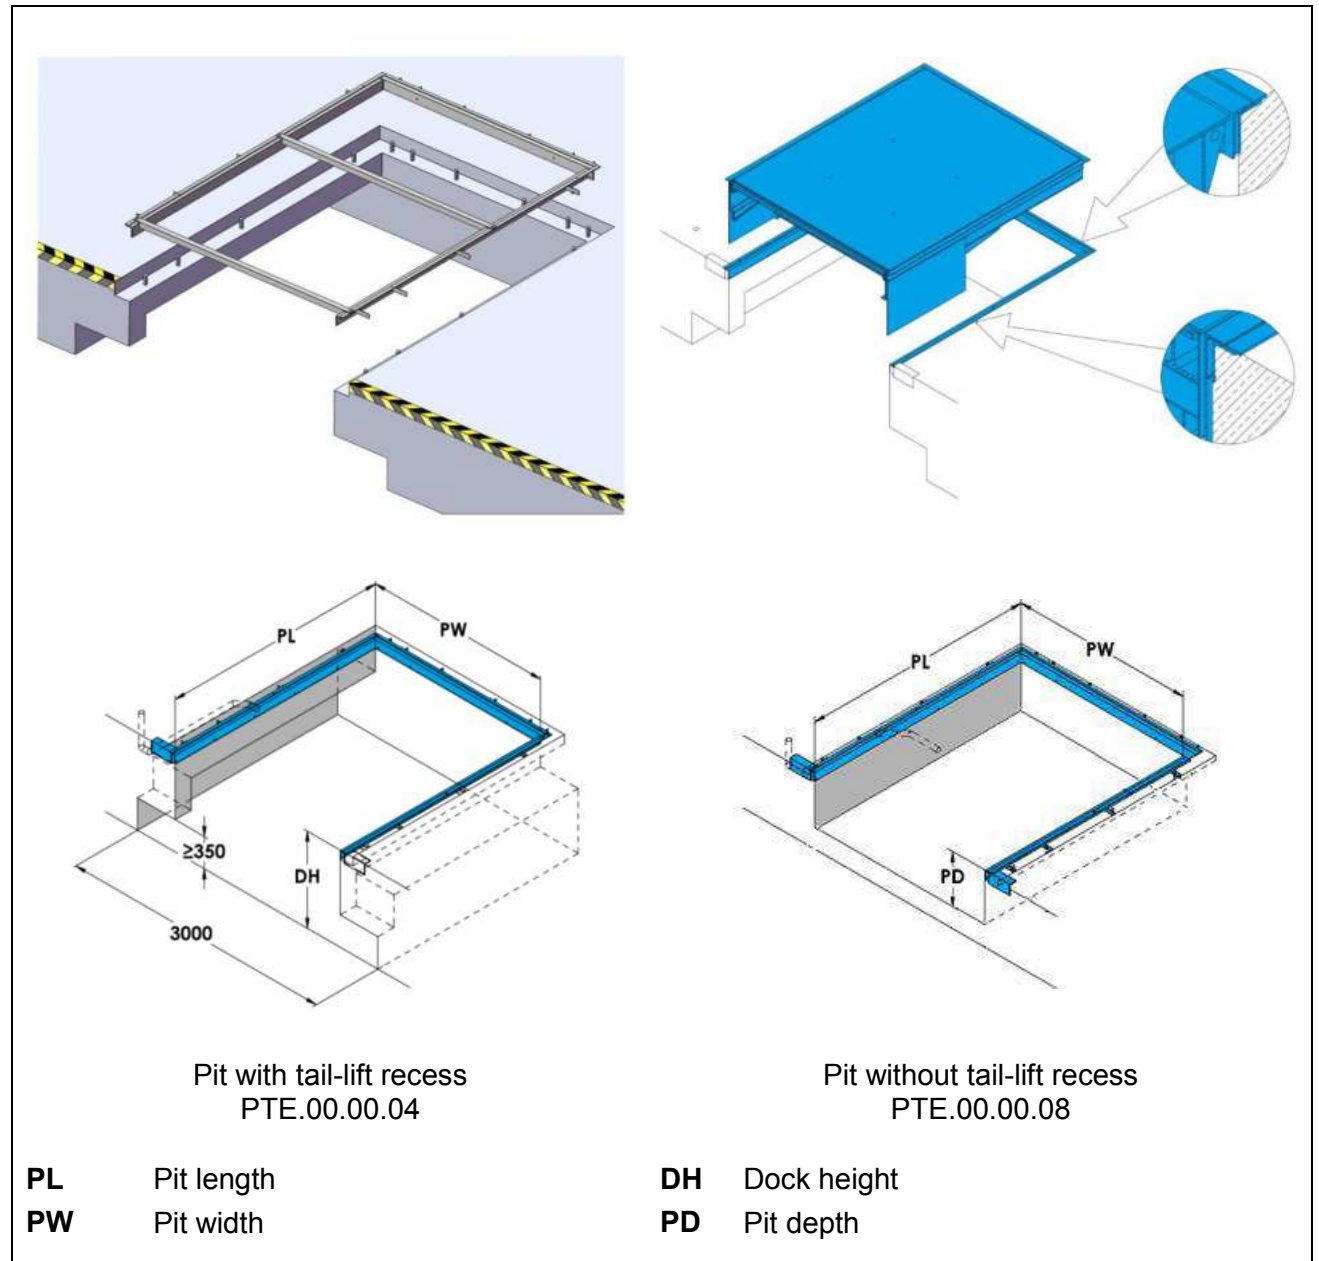 PL
PW
≥350
DH
3000
PL
PW
PD
Pit with tail-lift recess
PTE.00.00.04
Pit without tail-lift recess
PTE.00.00.08
PL Pit length
DH Dock height
PW Pit width
PD Pit depth